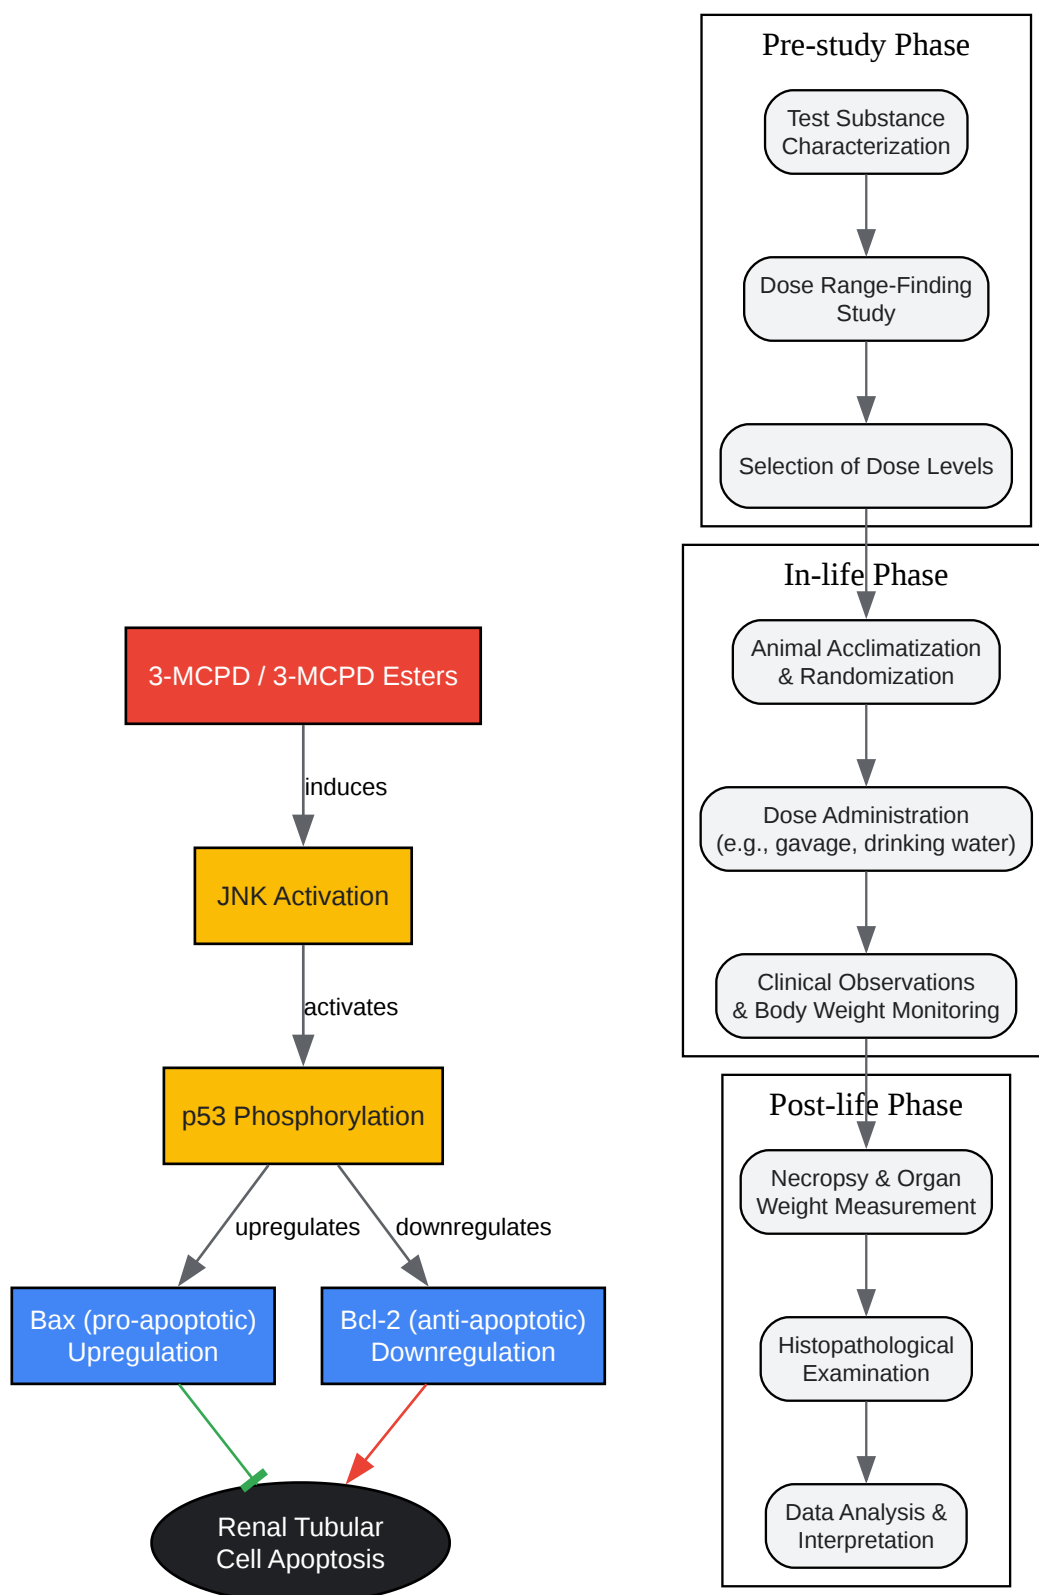 3-MCPD / 3-MCPD Esters
induces
JNK Activation
activates
p53 Phosphorylation
upregulates
downregulates
Bax (pro-apoptotic)
Upregulation
Bcl-2 (anti-apoptotic)
Downregulation
Renal Tubular
Cell Apoptosis
Pre-study Phase
Test Substance
Characterization
Dose Range-Finding
Study
Selection of Dose Levels
In-life Phase
Animal Acclimatization
& Randomization
Dose Administration
(e.g., gavage, drinking water)
Clinical Observations
& Body Weight Monitoring
Post-life Phase
Necropsy & Organ
Weight Measurement
Histopathological
Examination
Data Analysis &
Interpretation